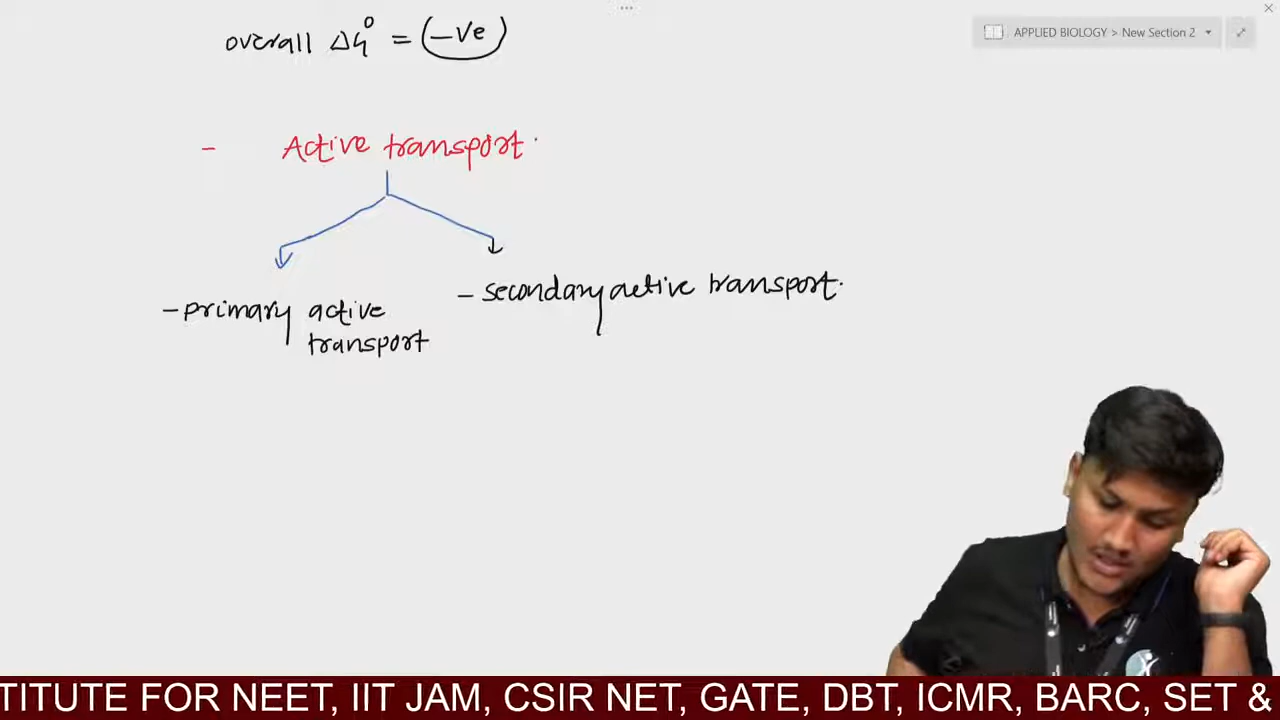 overall ΔG° = (-ve)
APPLIED BIOLOGY > New Section 2
- Active transport.
- secondary active transport.
- primary active
transport
TITUTE FOR NEET, IIT JAM, CSIR NET, GATE, DBT, ICMR, BARC, SET &